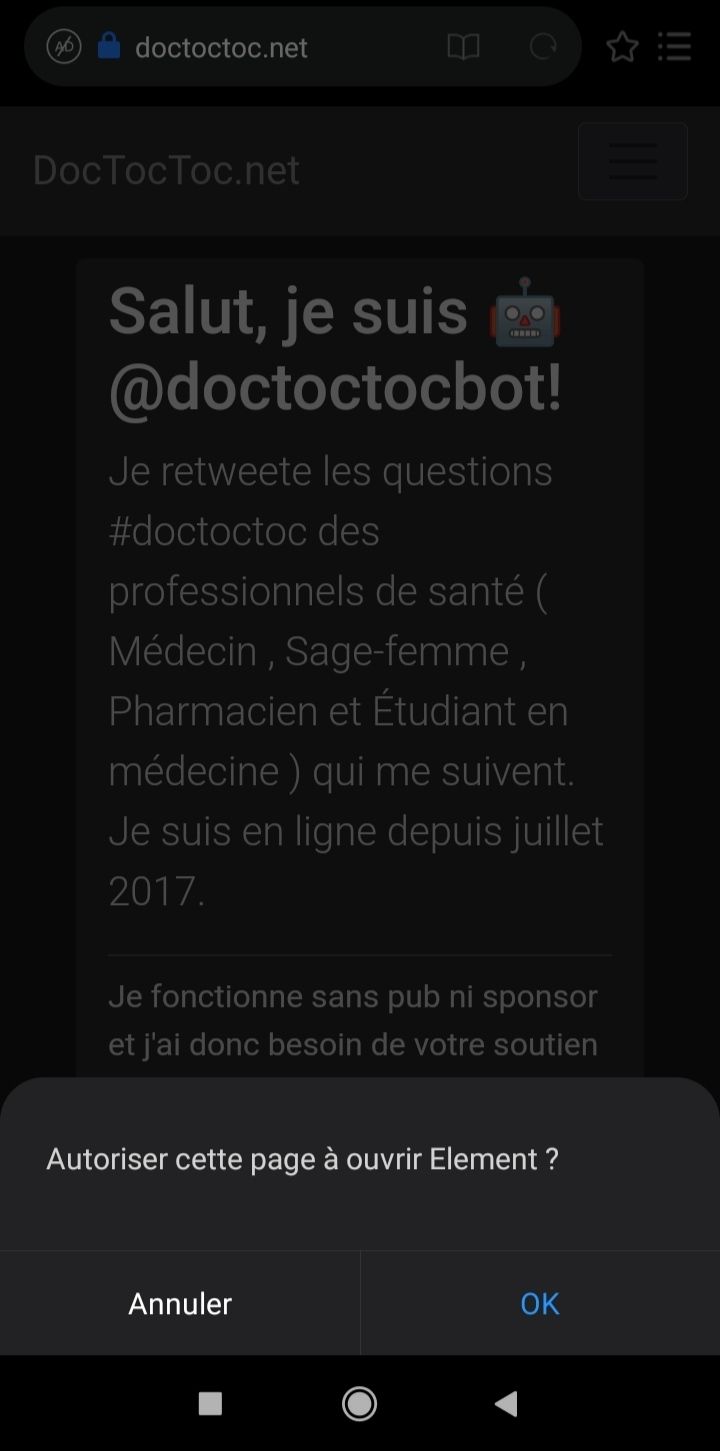 doctoctoc.net
DocTocToc.net
Salut, je suis 🤖
@doctoctocbot!
Je retweete les questions
#doctoctoc des
professionnels de santé (
Médecin , Sage-femme ,
Pharmacien et Étudiant en
médecine ) qui me suivent.
Je suis en ligne depuis juillet
2017.
Je fonctionne sans pub ni sponsor
et j'ai donc besoin de votre soutien
Autoriser cette page à ouvrir Element ?
Annuler
OK